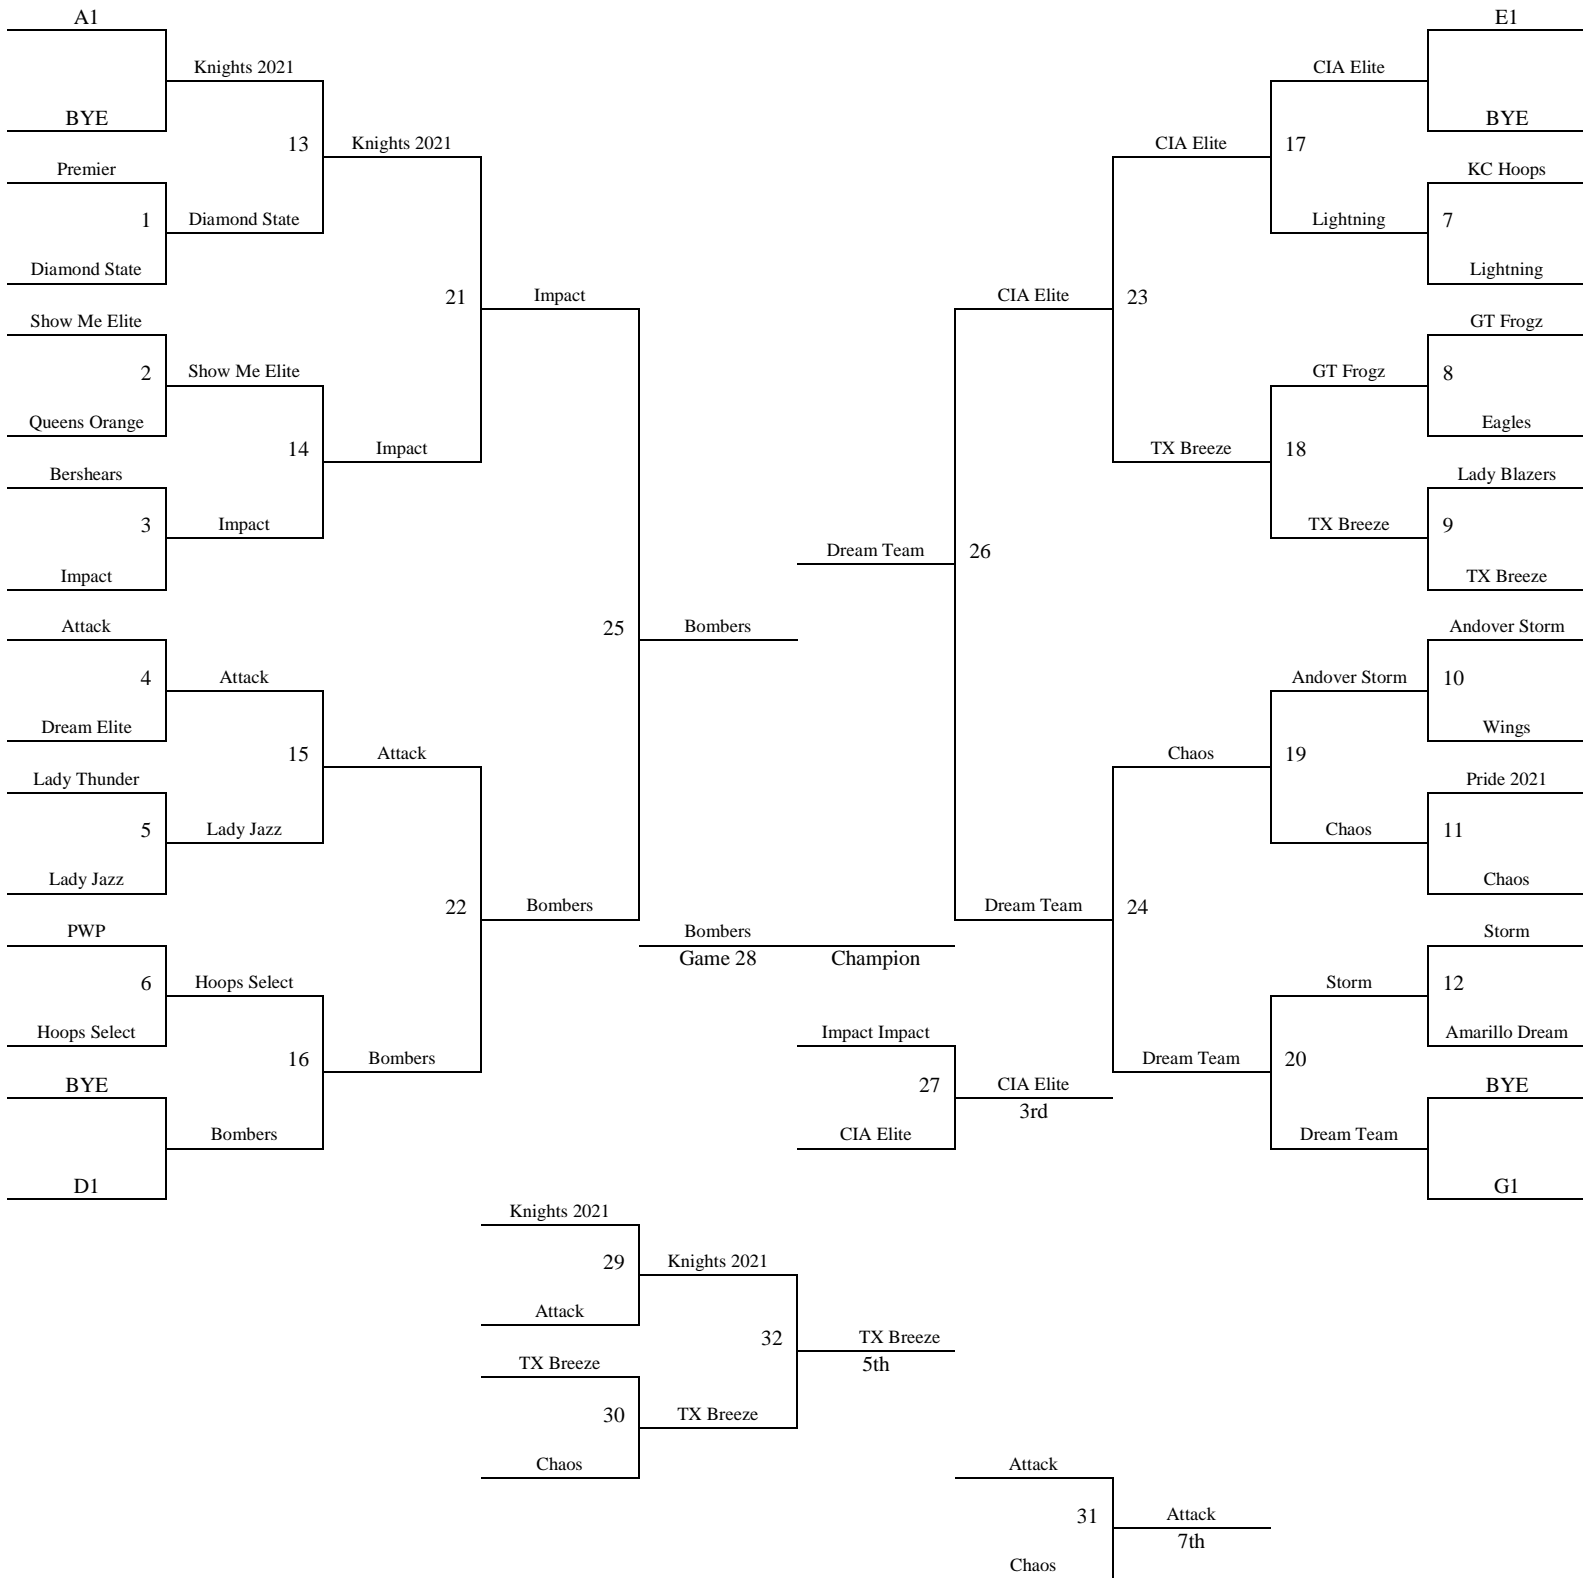 A1
E1
Knights 2021
CIA Elite
BYE
BYE
13
Knights 2021
CIA Elite
17
Premier
KC Hoops
1
Diamond State
Lightning
7
Diamond State
Lightning
21
Impact
CIA Elite
23
Show Me Elite
GT Frogz
2
Show Me Elite
GT Frogz
8
Queens Orange
Eagles
14
Impact
TX Breeze
18
Bershears
Lady Blazers
3
Impact
TX Breeze
9
Dream Team
26
Impact
TX Breeze
Attack
25
Bombers
Andover Storm
4
Attack
Andover Storm
10
Dream Elite
Wings
15
Attack
Chaos
19
Lady Thunder
Pride 2021
5
Lady Jazz
Chaos
11
Lady Jazz
Chaos
22
Bombers
Dream Team
24
PWP
Bombers
Storm
Game 28
Champion
6
Hoops Select
Storm
12
Hoops Select
Impact Impact
Amarillo Dream
16
Bombers
Dream Team
20
BYE
27
CIA Elite
BYE
3rd
Bombers
CIA Elite
Dream Team
D1
G1
Knights 2021
29
Knights 2021
Attack
32
TX Breeze
TX Breeze
5th
30
TX Breeze
Chaos
Attack
31
Attack
7th
Chaos